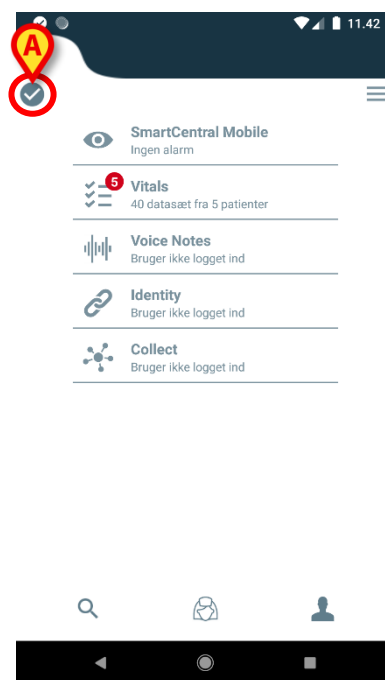 11.42
A
SmartCentral Mobile
Ingen alarm
5
Vitals
40 datasæt fra 5 patienter
Voice Notes
Bruger ikke logget ind
Identity
Bruger ikke logget ind
Collect
Bruger ikke logget ind